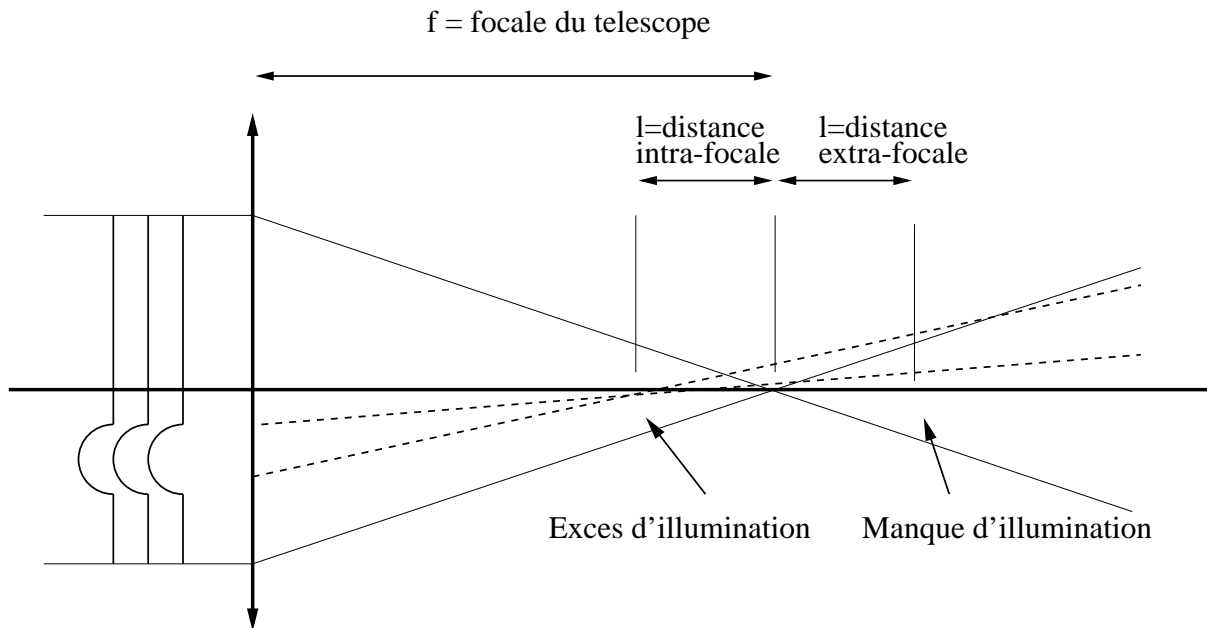 f = focale du telescope
l=distance
intra-focale
l=distance
extra-focale
Exces d'illumination
Manque d'illumination